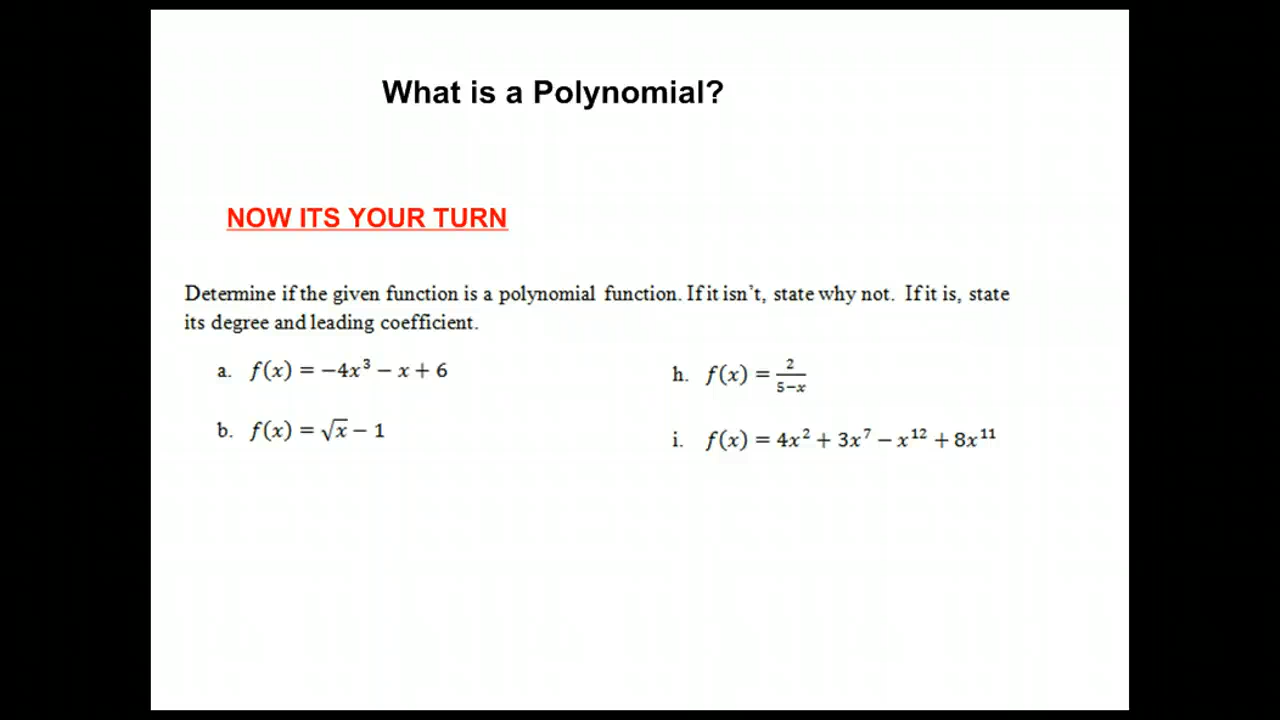 What is a Polynomial?
NOW ITS YOUR TURN
Determine if the given function is a polynomial function. If it isn't, state why not. If it is, state
its degree and leading coefficient.
a. f(x) = −4x³ − x + 6
b. f(x) = √x − 1
h. f(x) = 2/(5−x)
i. f(x) = 4x² + 3x⁷ − x¹² + 8x¹¹